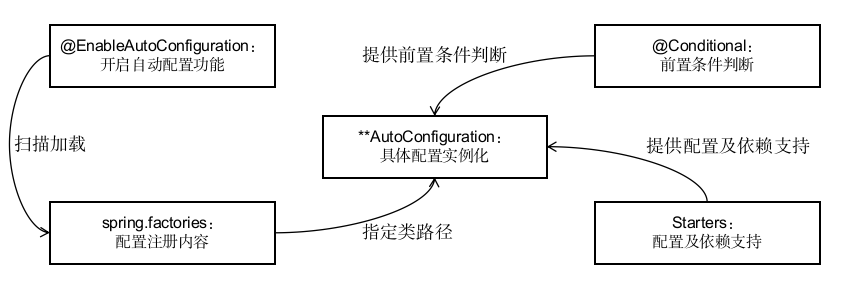 @EnableAutoConfiguration：
开启自动配置功能
提供前置条件判断
@Conditional：
前置条件判断
扫描加载
**AutoConfiguration：
具体配置实例化
提供配置及依赖支持
spring.factories：
配置注册内容
指定类路径
Starters：
配置及依赖支持